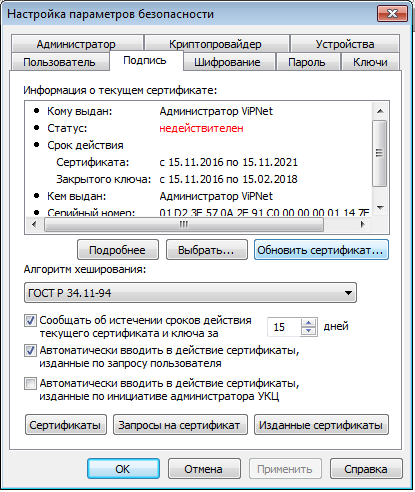 Настройка параметров безопасности
Администратор Криптопровайдер Устройства
Пользователь Подпись Шифрование Пароль Ключи
Информация о текущем сертификате:
Кому выдан: Администратор ViPNet
Статус: недействителен
Срок действия
Сертификата: с 15.11.2016 по 15.11.2021
Закрытого ключа: с 15.11.2016 по 15.02.2018
Кем выдан: Администратор ViPNet
Серийный номер: 01 D2 3F 57 0A 2E 91 C0 00 00 00 01 14 7F
Подробнее Выбрать... Обновить сертификат...
Алгоритм хеширования:
ГОСТ Р 34.11-94
Сообщать об истечении сроков действия
текущего сертификата и ключа за 15 дней
Автоматически вводить в действие сертификаты,
изданные по запросу пользователя
Автоматически вводить в действие сертификаты,
изданные по инициативе администратора УКЦ
Сертификаты Запросы на сертификат Изданные сертификаты
OK Отмена Применить Справка